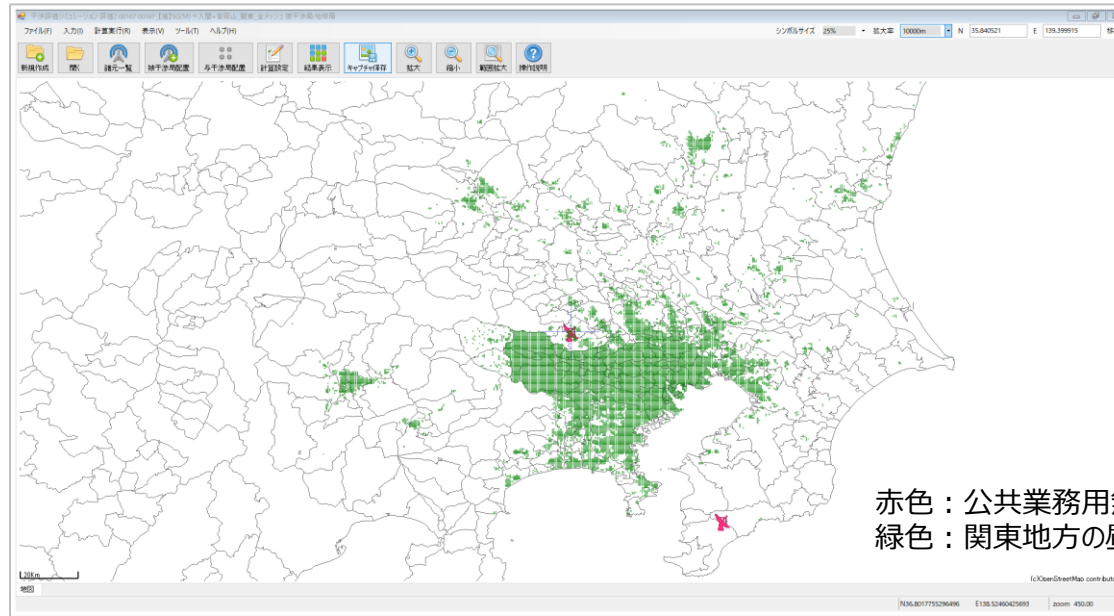 ファイル(F) 入力(I) 計算実行(R) 表示(V) ツール(T) ヘルプ(H)
シンボルサイズ 25% 拡大率 10000m N 35.840521 E 139.399915 移
新規作成 開く 諸元一覧 被干渉局配置 与干渉局配置 計算設定 結果表示 キャプチャ保存 拡大 縮小 範囲拡大 操作説明
赤色：公共業務用
緑色：関東地方の
20Km
(c)OpenStreetMap contribut
地図
N36.8017755296496 E138.52460425893 zoom 450.00